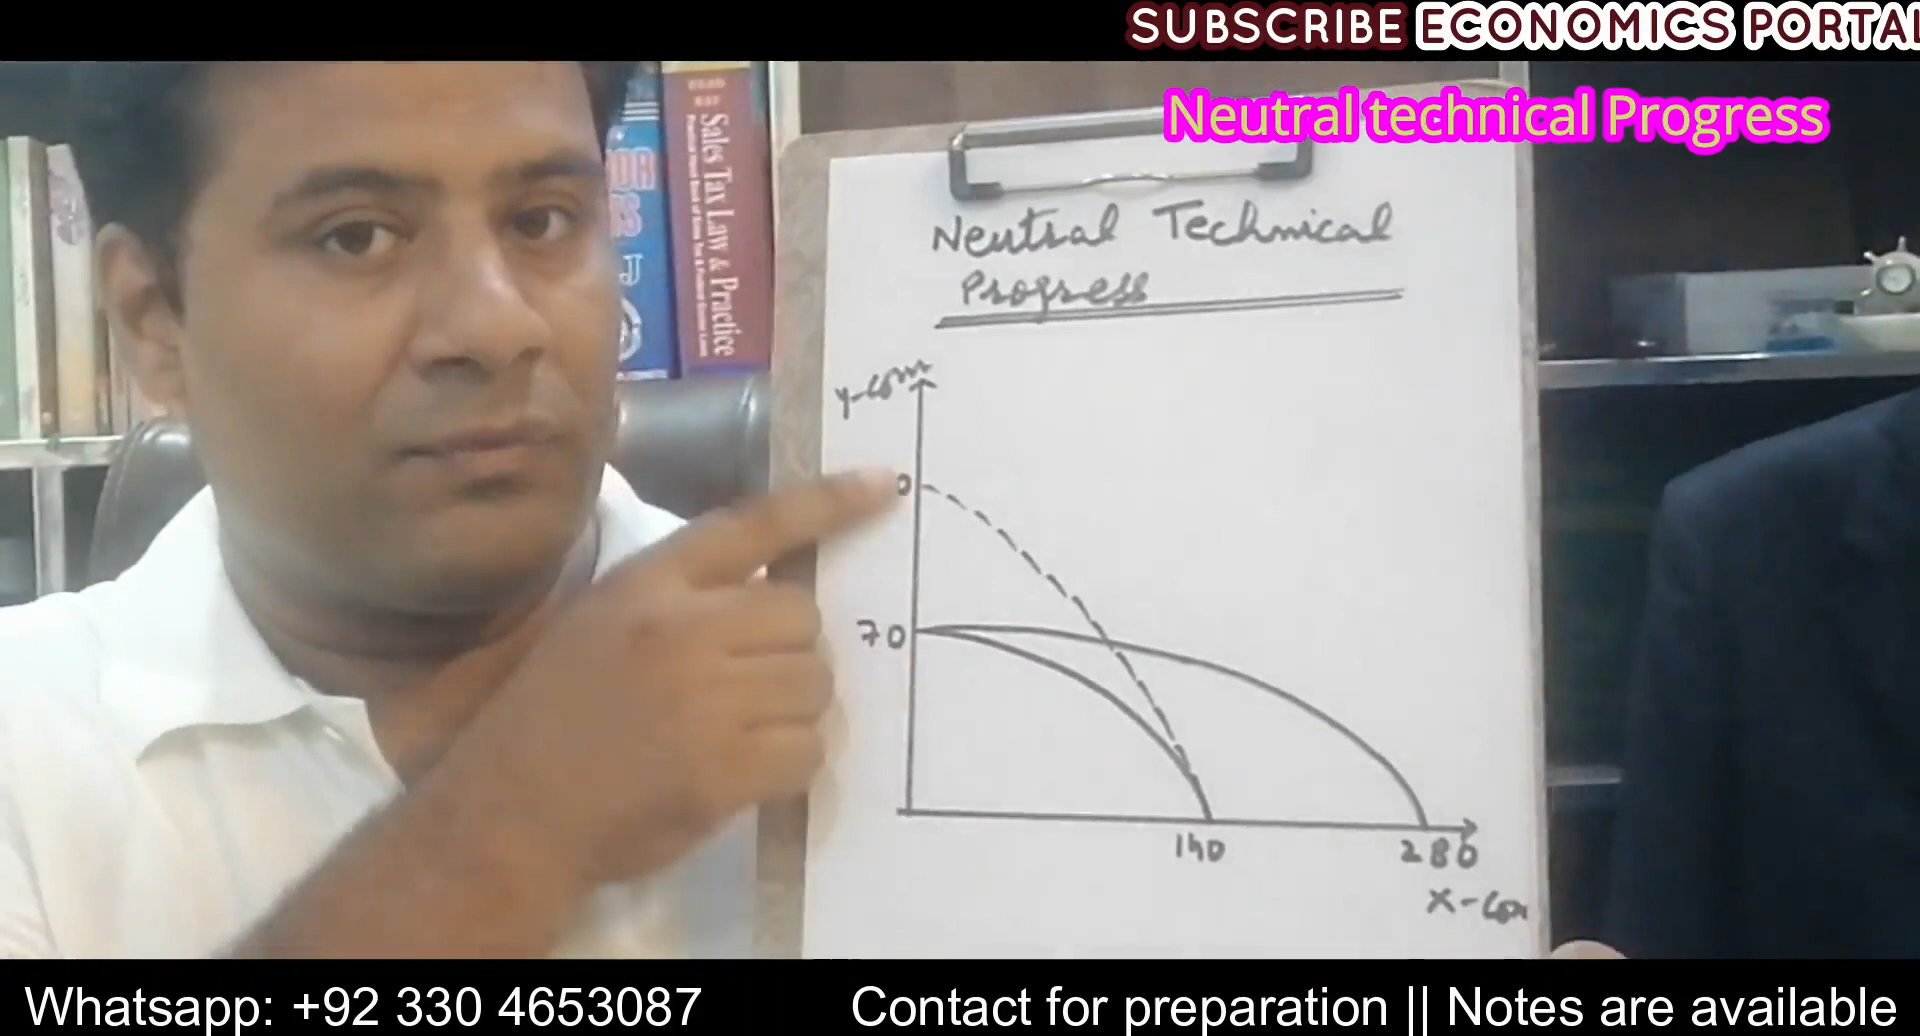 SUBSCRIBE ECONOMICS PORTAL
Neutral technical Progress
Sales Tax Law & Practice
Neutral Technical
Progress
y-com
0
70
140
280
X-Com
Whatsapp: +92 330 4653087
Contact for preparation || Notes are available